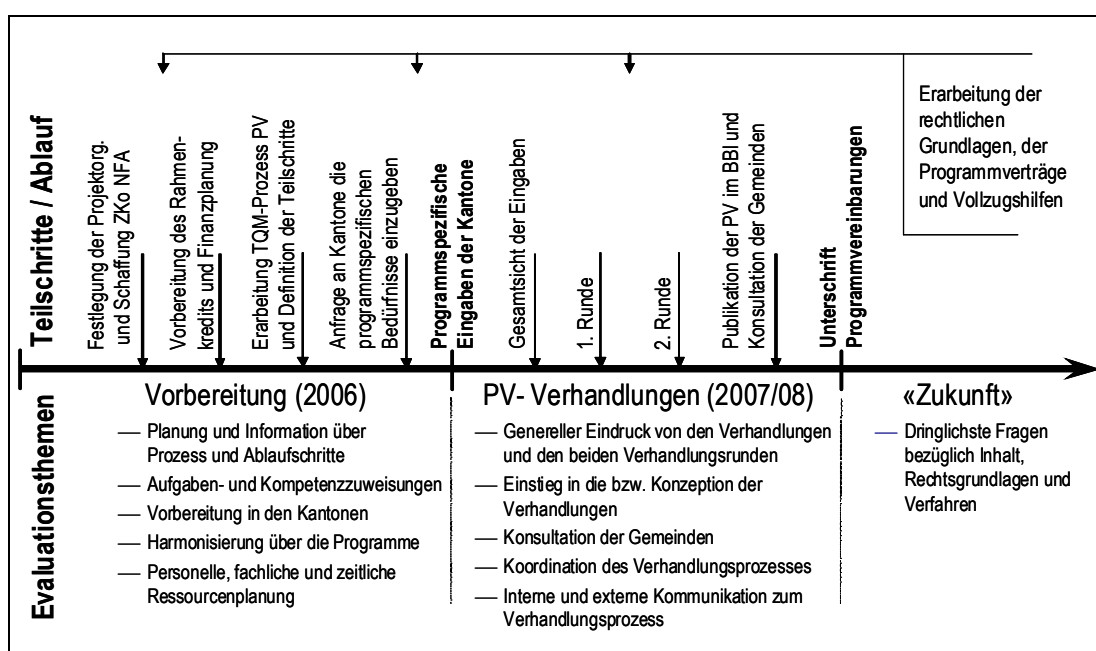 Teilschritte / Ablauf
Festlegung der Projektorg.
und Schaffung ZKo NFA
Vorbereitung des Rahmen-
kredits und Finanzplanung
Erarbeitung TQM-Prozess PV
und Definition der Teilschritte
Anfrage an Kantone die
programmspezifischen
Bedürfnisse einzugeben
Programmspezifische
Eingaben der Kantone
Gesamtsicht der Eingaben
1. Runde
2. Runde
Publikation der PV im BBl und
Konsultation der Gemeinden
Unterschrift
Programmvereinbarungen
Erarbeitung der
rechtlichen
Grundlagen, der
Programmverträge
und Vollzugshilfen
Evaluationsthemen
Vorbereitung (2006)
— Planung und Information über
Prozess und Ablaufschritte
— Aufgaben- und Kompetenzzuweisungen
— Vorbereitung in den Kantonen
— Harmonisierung über die Programme
— Personelle, fachliche und zeitliche
Ressourcenplanung
PV- Verhandlungen (2007/08)
— Genereller Eindruck von den Verhandlungen
und den beiden Verhandlungsrunden
— Einstieg in die bzw. Konzeption der
Verhandlungen
— Konsultation der Gemeinden
— Koordination des Verhandlungsprozesses
— Interne und externe Kommunikation zum
Verhandlungsprozess
«Zukunft»
— Dringlichste Fragen
bezüglich Inhalt,
Rechtsgrundlagen und
Verfahren